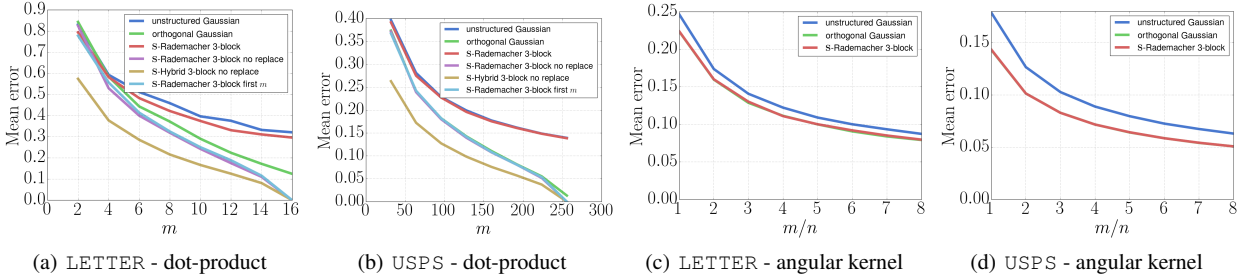 0.9
0.8
0.7
0.6
0.5
0.4
0.3
0.2
0.1
0.0
Mean error
0 2 4 6 8 10 12 14 16
m
unstructured Gaussian
orthogonal Gaussian
S-Rademacher 3-block
S-Rademacher 3-block no replace
S-Hybrid 3-block no replace
S-Rademacher 3-block first m
(a) LETTER - dot-product
0.40
0.35
0.30
0.25
0.20
0.15
0.10
0.05
0.00
Mean error
0 50 100 150 200 250 300
m
unstructured Gaussian
orthogonal Gaussian
S-Rademacher 3-block
S-Rademacher 3-block no replace
S-Hybrid 3-block no replace
S-Rademacher 3-block first m
(b) USPS - dot-product
0.25
0.20
0.15
0.10
0.05
0.00
Mean error
1 2 3 4 5 6 7 8
m/n
unstructured Gaussian
orthogonal Gaussian
S-Rademacher 3-block
(c) LETTER - angular kernel
0.15
0.10
0.05
0.00
Mean error
1 2 3 4 5 6 7 8
m/n
unstructured Gaussian
orthogonal Gaussian
S-Rademacher 3-block
(d) USPS - angular kernel